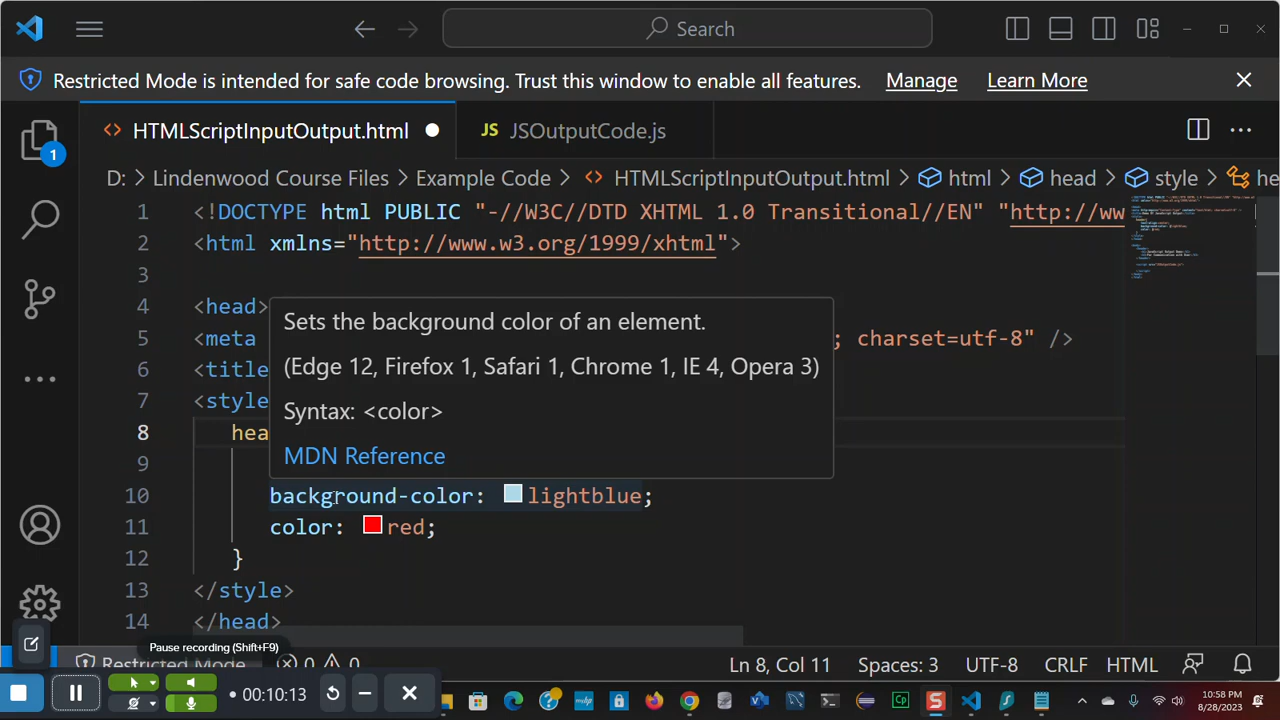 Search
Restricted Mode is intended for safe code browsing. Trust this window to enable all features. Manage Learn More
HTMLScriptInputOutput.html JS JSOutputCode.js
1
D: > Lindenwood Course Files > Example Code > HTMLScriptInputOutput.html > html > head > style > he
1 <!DOCTYPE html PUBLIC "-//W3C//DTD XHTML 1.0 Transitional//EN" "http://ww
2 <html xmlns="http://www.w3.org/1999/xhtml">
3
4 <head>
Sets the background color of an element.
5 <meta ; charset=utf-8" />
6 <title
(Edge 12, Firefox 1, Safari 1, Chrome 1, IE 4, Opera 3)
7 <style
Syntax: <color>
8 hea
MDN Reference
9
10 background-color: lightblue;
11 color: red;
12 }
13 </style>
14 </head>
Pause recording (Shift+F9)
Restricted Mode 0 0 Ln 8, Col 11 Spaces: 3 UTF-8 CRLF HTML
00:10:13
10:58 PM
8/28/2023